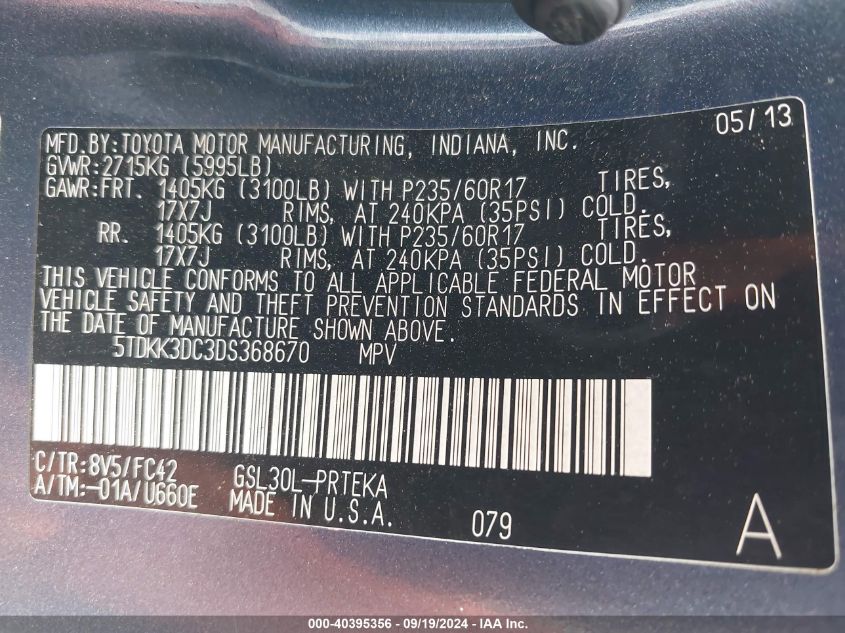 05/13
MFD.BY:TOYOTA MOTOR MANUFACTURING, INDIANA, INC.
GVWR:2715KG (5995LB)
GAWR:FRT. 1405KG (3100LB) WITH P235/60R17 TIRES,
17X7J RIMS, AT 240KPA (35PSI) COLD.
RR. 1405KG (3100LB) WITH P235/60R17 TIRES,
17X7J RIMS, AT 240KPA (35PSI) COLD.
THIS VEHICLE CONFORMS TO ALL APPLICABLE FEDERAL MOTOR
VEHICLE SAFETY AND THEFT PREVENTION STANDARDS IN EFFECT ON
THE DATE OF MANUFACTURE SHOWN ABOVE.
5TDKK3DC3DS368670 MPV
C/TR:8V5/FC42 GSL30L-PRTEKA
A/TM:-01A/U660E MADE IN U.S.A. 079 A
000-40395356 - 09/19/2024 - IAA Inc.